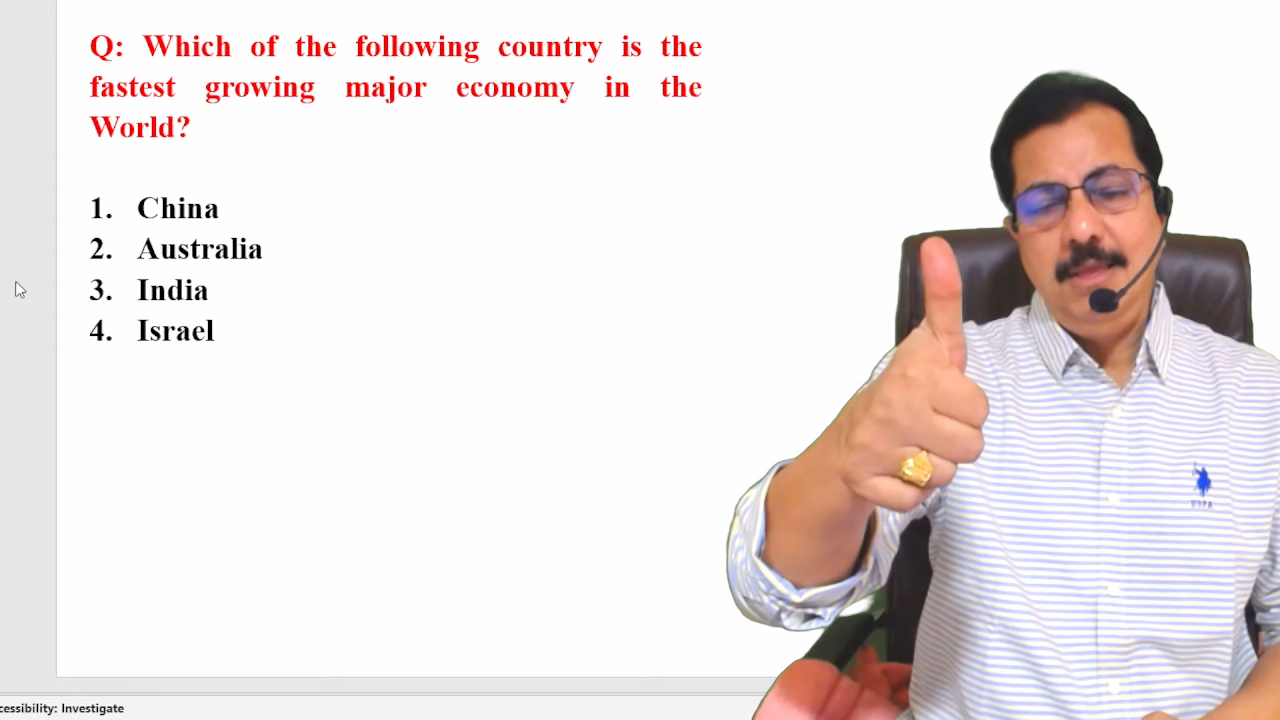 Q: Which of the following country is the
fastest growing major economy in the
World?
1. China
2. Australia
3. India
4. Israel
USPA
cessibility: Investigate